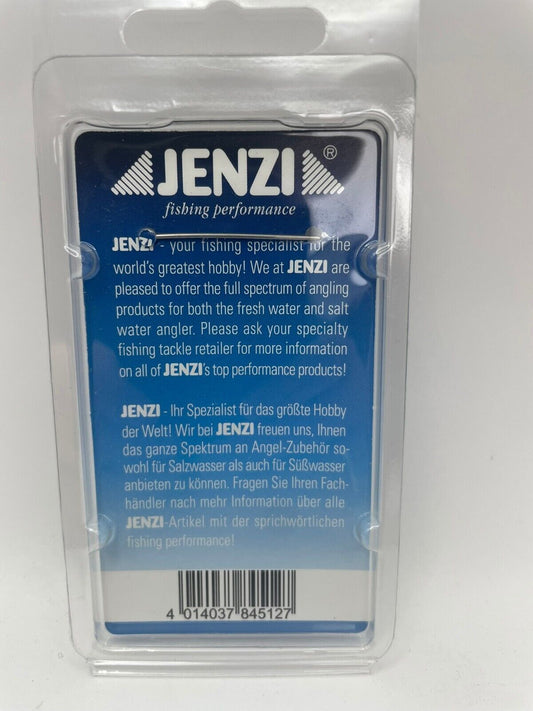 JENZI®
fishing performance
JENZI - your fishing specialist for the
world's greatest hobby! We at JENZI are
pleased to offer the full spectrum of angling
products for both the fresh water and salt
water angler. Please ask your specialty
fishing tackle retailer for more information
on all of JENZI's top performance products!
JENZI - Ihr Spezialist für das größte Hobby
der Welt! Wir bei JENZI freuen uns, Ihnen
das ganze Spektrum an Angel-Zubehör so-
wohl für Salzwasser als auch für Süßwasser
anbieten zu können. Fragen Sie Ihren Fach-
händler nach mehr Information über alle
JENZI-Artikel mit der sprichwörtlichen
fishing performance!
4 014037 845127